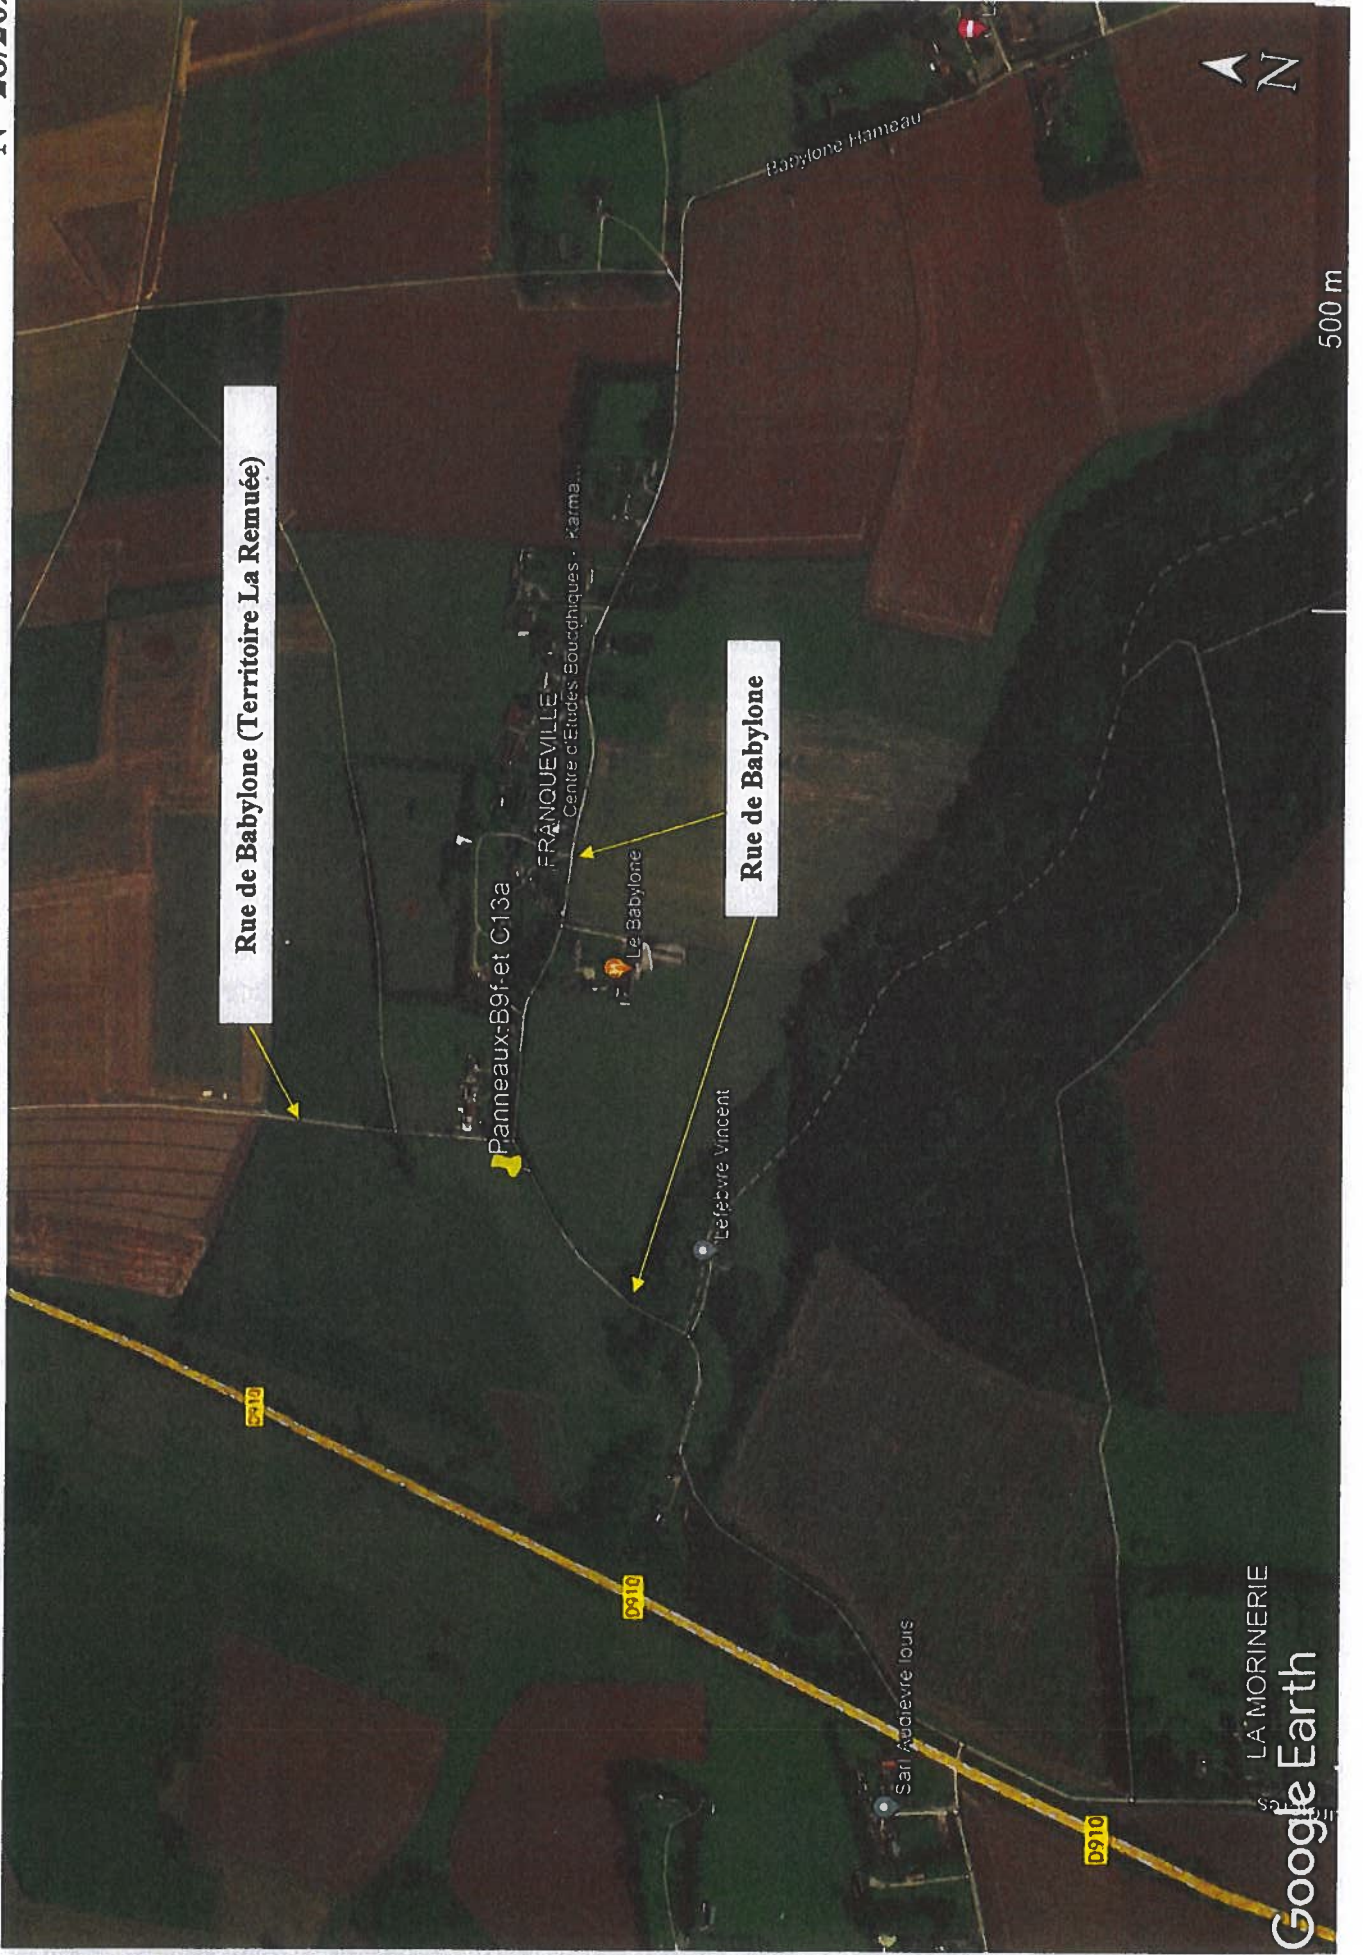 Rue de Babylone (Territoire La Remuée)
D910
Panneaux-B9f-et C13a
FRANQUEVILLE
Centre d'Études Bouddhiques - Karma...
Le Babylone
Rue de Babylone
Lefebvre Vincent
D910
Babylone Hameau
Sarl Audievre louis
D910
LA MORINERIE
Google Earth
500 m
N